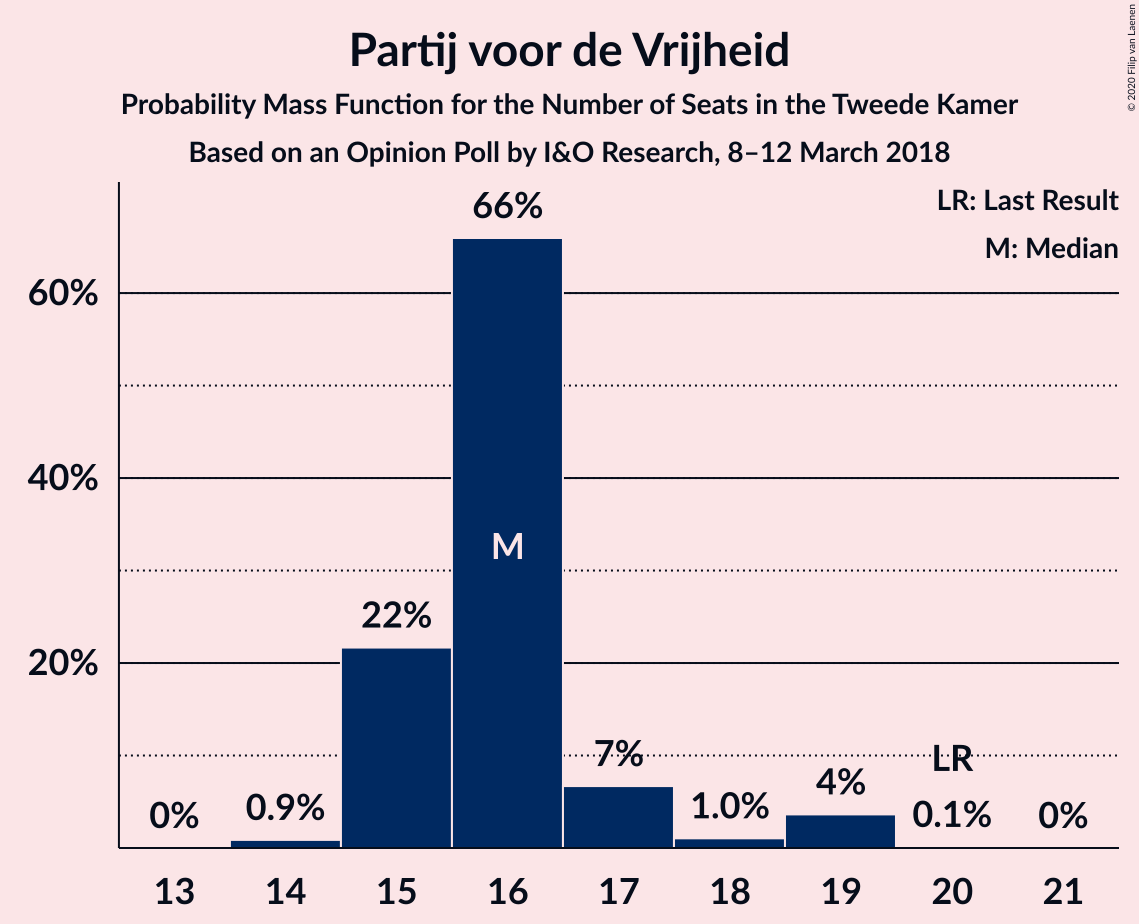 Partij voor de Vrijheid
Probability Mass Function for the Number of Seats in the Tweede Kamer
Based on an Opinion Poll by I&O Research, 8–12 March 2018
© 2020 Filip van Laenen
LR: Last Result
M: Median
60%
40%
20%
0%
0.9%
22%
66%
M
7%
1.0%
4%
LR
0.1%
0%
13 14 15 16 17 18 19 20 21